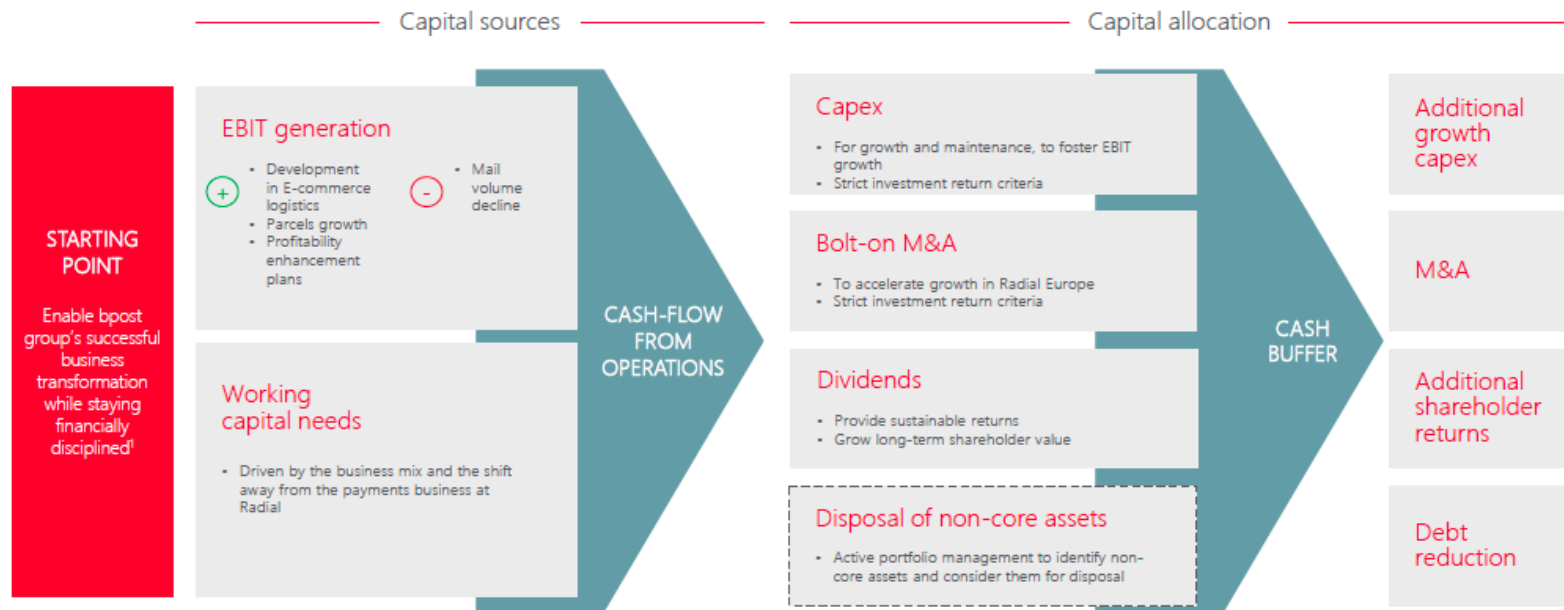 Capital sources
Capital allocation
STARTING
POINT
Enable bpost
group's successful
business
transformation
while staying
financially
disciplined¹
EBIT generation
+
▪ Development
in E-commerce
logistics
▪ Parcels growth
▪ Profitability
enhancement
plans
-
▪ Mail
volume
decline
Working
capital needs
▪ Driven by the business mix and the shift
away from the payments business at
Radial
CASH-FLOW
FROM
OPERATIONS
Capex
▪ For growth and maintenance, to foster EBIT
growth
▪ Strict investment return criteria
Bolt-on M&A
▪ To accelerate growth in Radial Europe
▪ Strict investment return criteria
Dividends
▪ Provide sustainable returns
▪ Grow long-term shareholder value
Disposal of non-core assets
▪ Active portfolio management to identify non-
core assets and consider them for disposal
CASH
BUFFER
Additional
growth
capex
M&A
Additional
shareholder
returns
Debt
reduction